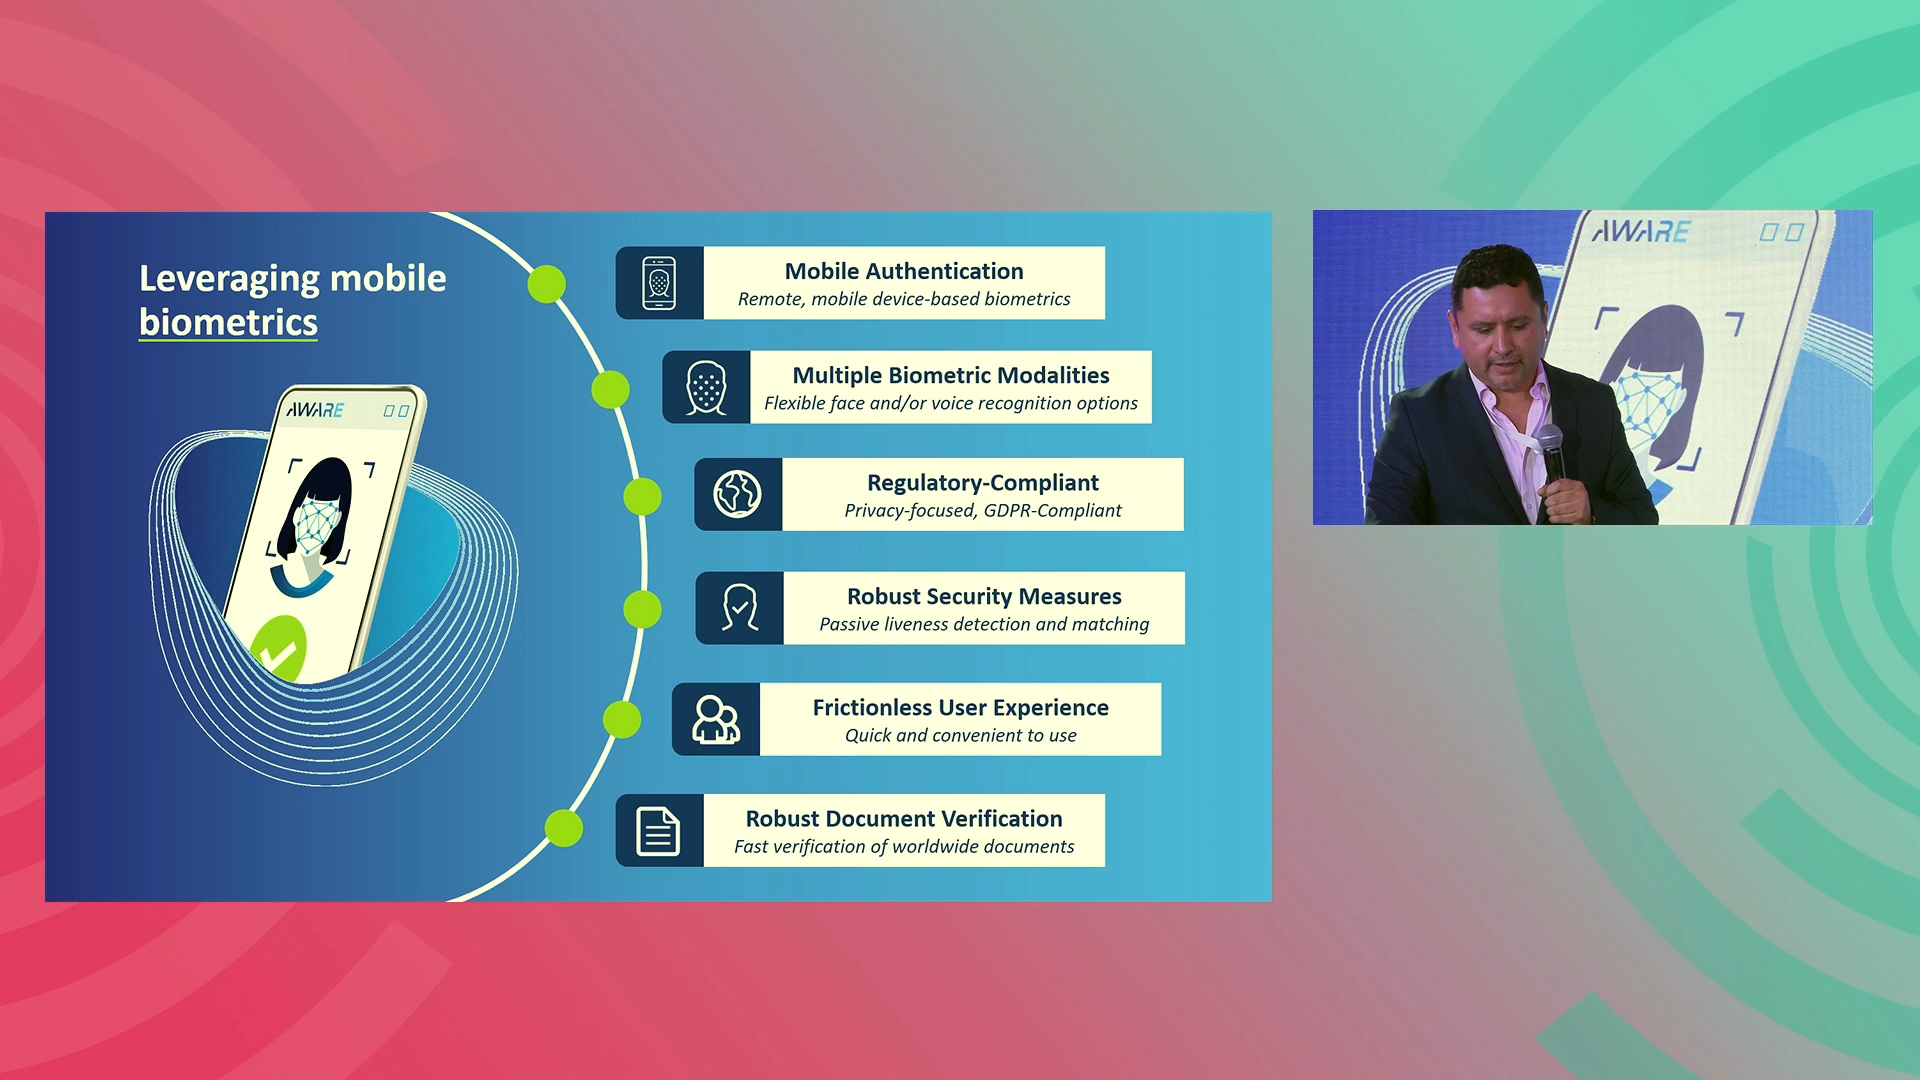 Leveraging mobile
biometrics
AWARE
Mobile Authentication
Remote, mobile device-based biometrics
Multiple Biometric Modalities
Flexible face and/or voice recognition options
Regulatory-Compliant
Privacy-focused, GDPR-Compliant
Robust Security Measures
Passive liveness detection and matching
Frictionless User Experience
Quick and convenient to use
Robust Document Verification
Fast verification of worldwide documents
AWARE